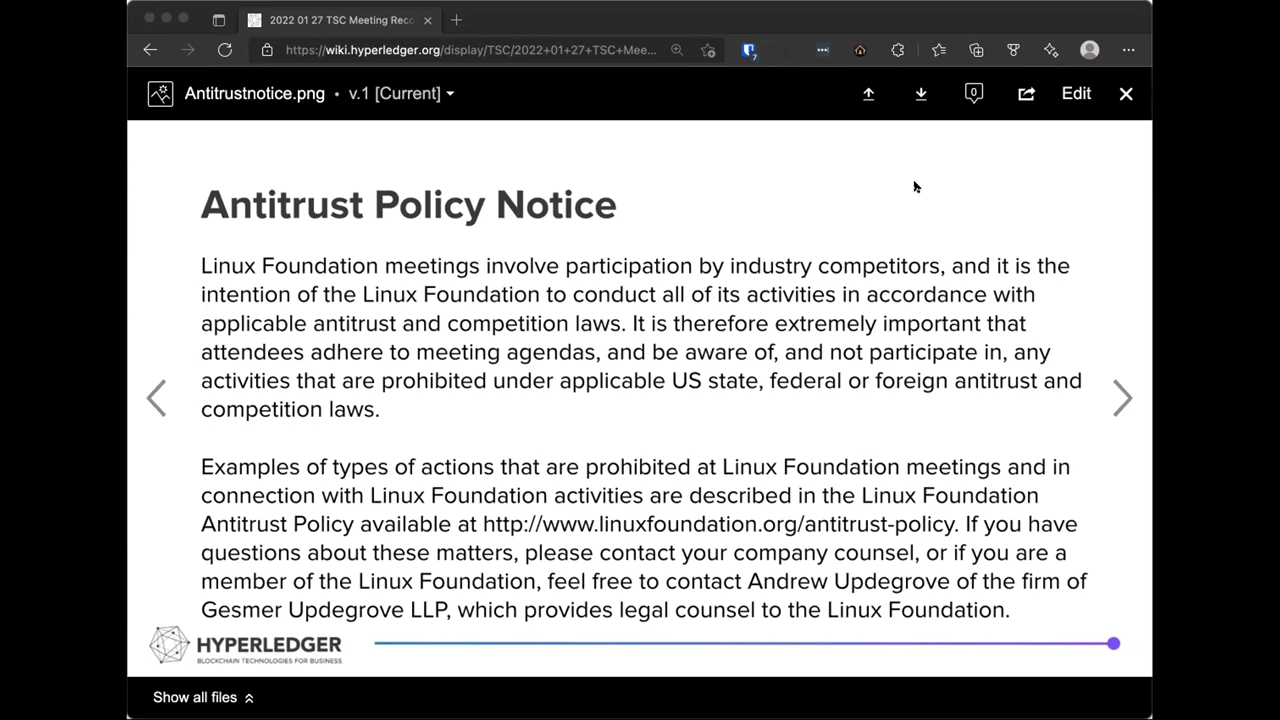 2022 01 27 TSC Meeting Reco
https://wiki.hyperledger.org/display/TSC/2022+01+27+TSC+Mee...
7
Antitrustnotice.png • v.1 [Current]
0
Edit
Antitrust Policy Notice
Linux Foundation meetings involve participation by industry competitors, and it is the
intention of the Linux Foundation to conduct all of its activities in accordance with
applicable antitrust and competition laws. It is therefore extremely important that
attendees adhere to meeting agendas, and be aware of, and not participate in, any
activities that are prohibited under applicable US state, federal or foreign antitrust and
competition laws.
Examples of types of actions that are prohibited at Linux Foundation meetings and in
connection with Linux Foundation activities are described in the Linux Foundation
Antitrust Policy available at http://www.linuxfoundation.org/antitrust-policy. If you have
questions about these matters, please contact your company counsel, or if you are a
member of the Linux Foundation, feel free to contact Andrew Updegrove of the firm of
Gesmer Updegrove LLP, which provides legal counsel to the Linux Foundation.
HYPERLEDGER
BLOCKCHAIN TECHNOLOGIES FOR BUSINESS
Show all files